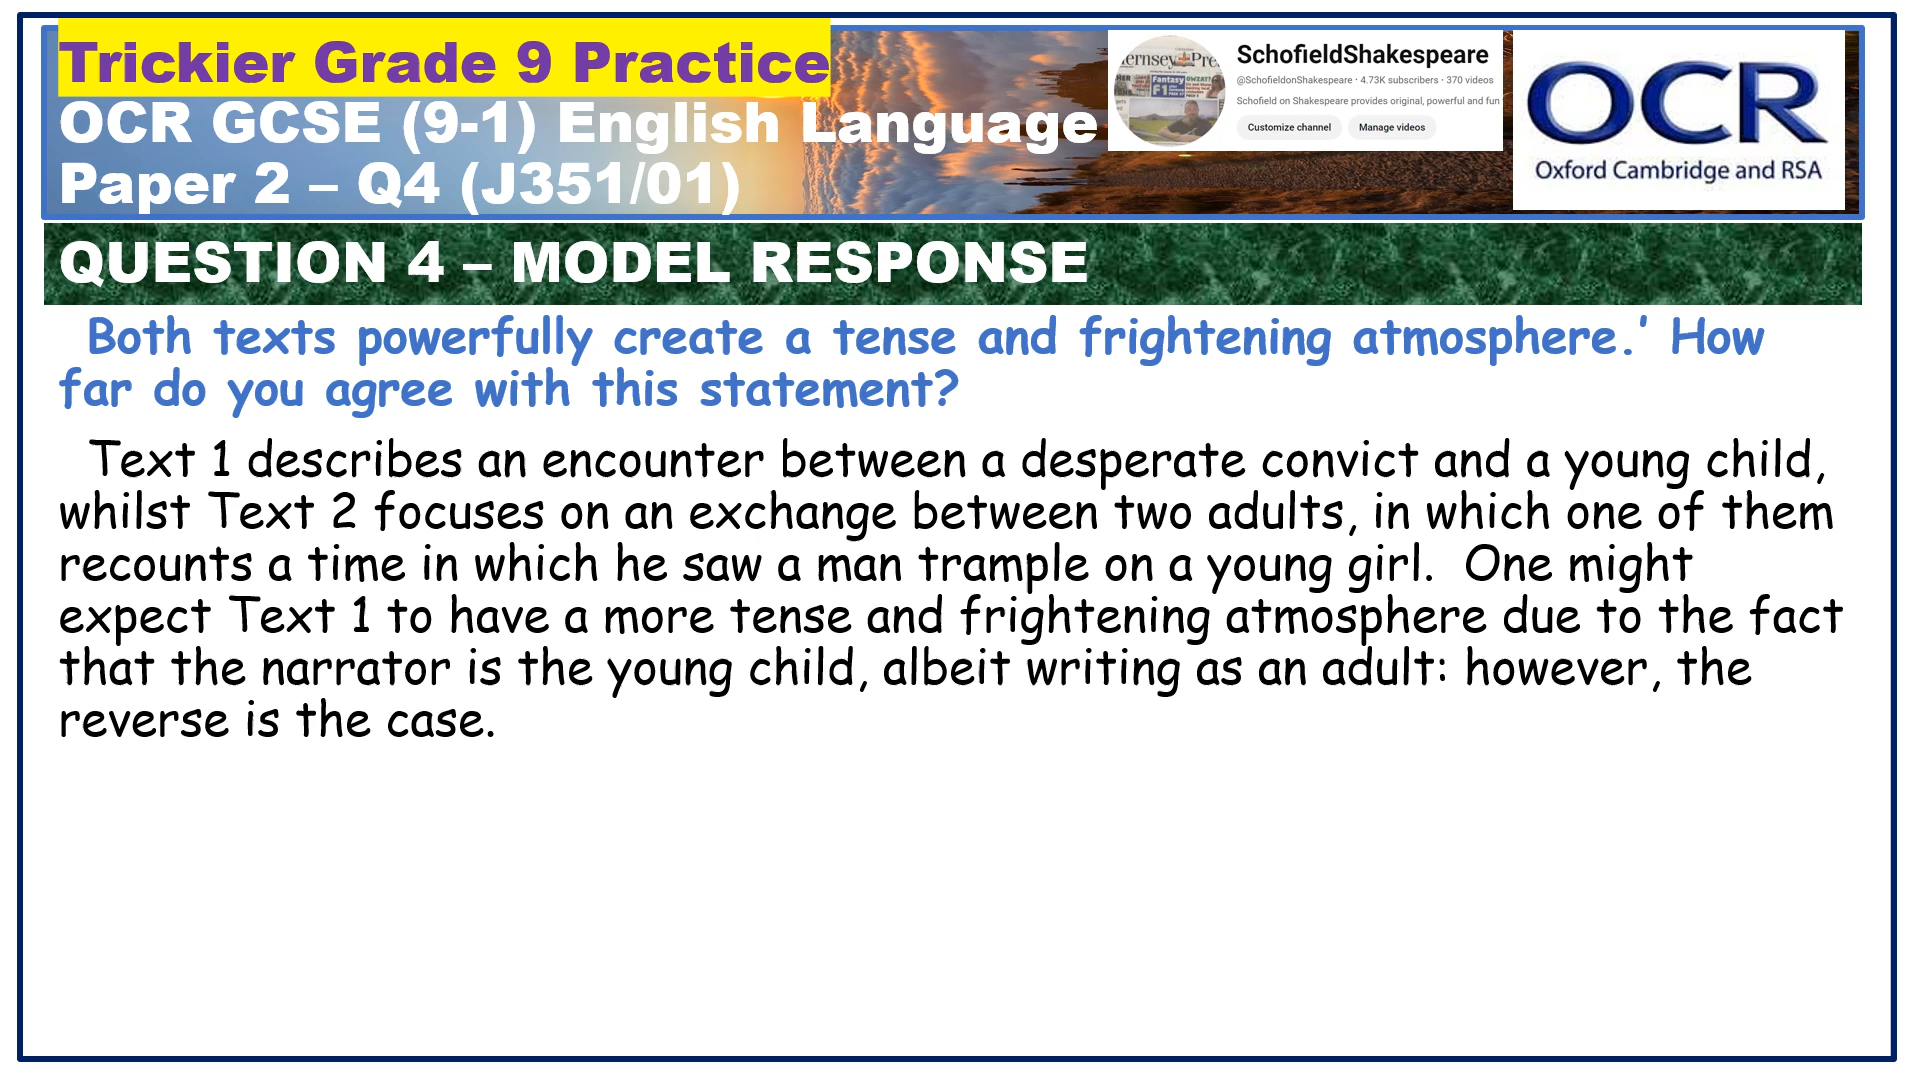 Trickier Grade 9 Practice
OCR GCSE (9-1) English Language
Paper 2 – Q4 (J351/01)
ernsey Pre
Fantasy
F1
SchofieldShakespeare
@SchofieldonShakespeare · 4.73K subscribers · 370 videos
Schofield on Shakespeare provides original, powerful and fun
Customize channel Manage videos
OCR
Oxford Cambridge and RSA
QUESTION 4 – MODEL RESPONSE
Both texts powerfully create a tense and frightening atmosphere.’ How
far do you agree with this statement?
Text 1 describes an encounter between a desperate convict and a young child,
whilst Text 2 focuses on an exchange between two adults, in which one of them
recounts a time in which he saw a man trample on a young girl.  One might
expect Text 1 to have a more tense and frightening atmosphere due to the fact
that the narrator is the young child, albeit writing as an adult: however, the
reverse is the case.